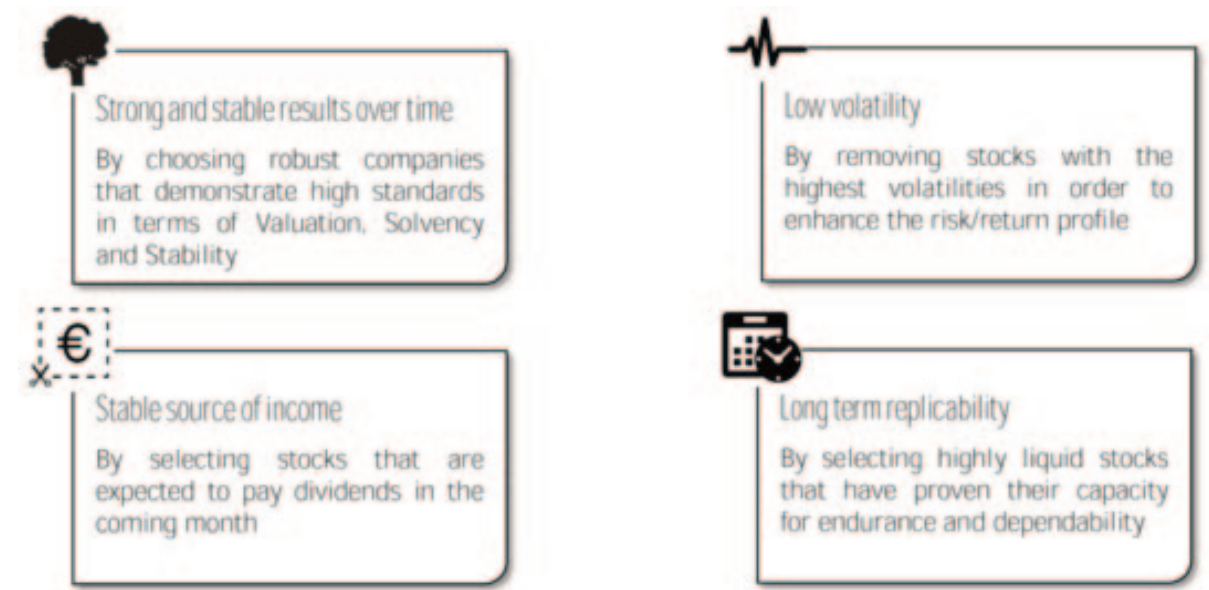 Strong and stable results over time
By choosing robust companies
that demonstrate high standards
in terms of Valuation, Solvency
and Stability
Low volatility
By removing stocks with the
highest volatilities in order to
enhance the risk/return profile
€
Stable source of income
By selecting stocks that are
expected to pay dividends in the
coming month
Long term replicability
By selecting highly liquid stocks
that have proven their capacity
for endurance and dependability